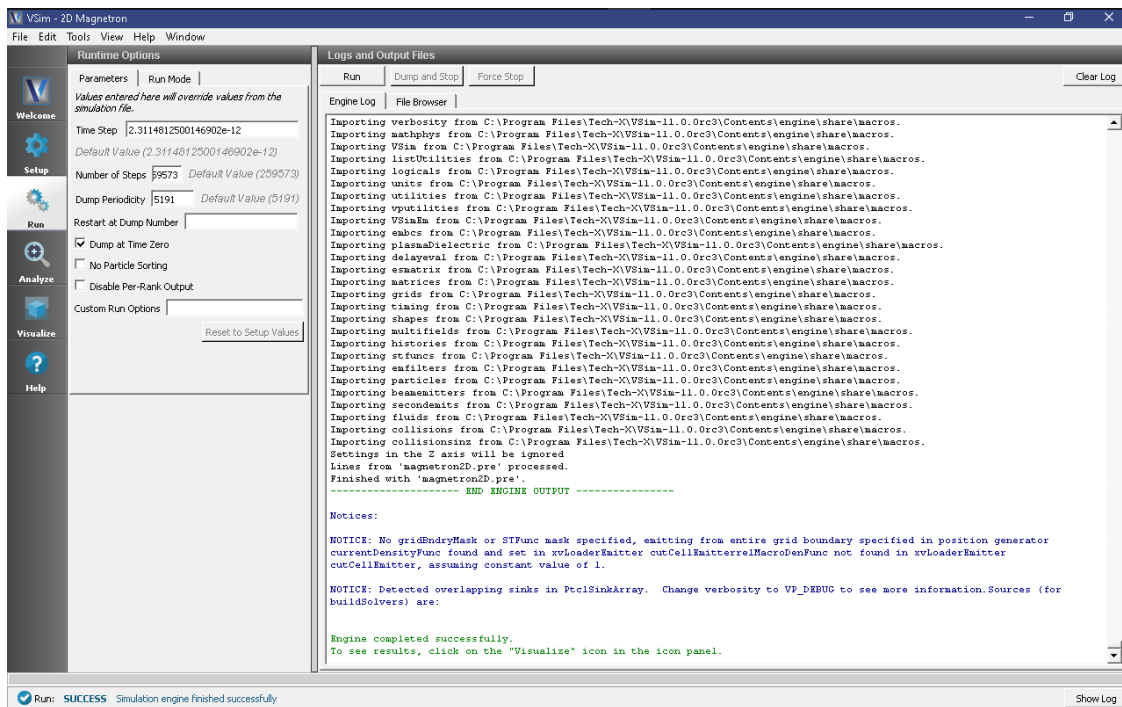 VSim - 2D Magnetron
File Edit Tools View Help Window
Welcome
Setup
Run
Analyze
Visualize
Help
Runtime Options
Parameters Run Mode
Values entered here will override values from the
simulation file.
Time Step 2.3114812500146902e-12
Default Value (2.3114812500146902e-12)
Number of Steps 59573 Default Value (259573)
Dump Periodicity 5191 Default Value (5191)
Restart at Dump Number
Dump at Time Zero
No Particle Sorting
Disable Per-Rank Output
Custom Run Options
Reset to Setup Values
Logs and Output Files
Run Dump and Stop Force Stop Clear Log
Engine Log File Browser
Importing verbosity from C:\Program Files\Tech-X\VSim-11.0.0rc3\Contents\engine\share\macros.
Importing mathphys from C:\Program Files\Tech-X\VSim-11.0.0rc3\Contents\engine\share\macros.
Importing VSim from C:\Program Files\Tech-X\VSim-11.0.0rc3\Contents\engine\share\macros.
Importing listUtilities from C:\Program Files\Tech-X\VSim-11.0.0rc3\Contents\engine\share\macros.
Importing logicals from C:\Program Files\Tech-X\VSim-11.0.0rc3\Contents\engine\share\macros.
Importing units from C:\Program Files\Tech-X\VSim-11.0.0rc3\Contents\engine\share\macros.
Importing utilities from C:\Program Files\Tech-X\VSim-11.0.0rc3\Contents\engine\share\macros.
Importing vputilities from C:\Program Files\Tech-X\VSim-11.0.0rc3\Contents\engine\share\macros.
Importing VSimEm from C:\Program Files\Tech-X\VSim-11.0.0rc3\Contents\engine\share\macros.
Importing embcs from C:\Program Files\Tech-X\VSim-11.0.0rc3\Contents\engine\share\macros.
Importing plasmaDielectric from C:\Program Files\Tech-X\VSim-11.0.0rc3\Contents\engine\share\macros.
Importing delayeval from C:\Program Files\Tech-X\VSim-11.0.0rc3\Contents\engine\share\macros.
Importing esmatrix from C:\Program Files\Tech-X\VSim-11.0.0rc3\Contents\engine\share\macros.
Importing matrices from C:\Program Files\Tech-X\VSim-11.0.0rc3\Contents\engine\share\macros.
Importing grids from C:\Program Files\Tech-X\VSim-11.0.0rc3\Contents\engine\share\macros.
Importing timing from C:\Program Files\Tech-X\VSim-11.0.0rc3\Contents\engine\share\macros.
Importing shapes from C:\Program Files\Tech-X\VSim-11.0.0rc3\Contents\engine\share\macros.
Importing multifields from C:\Program Files\Tech-X\VSim-11.0.0rc3\Contents\engine\share\macros.
Importing histories from C:\Program Files\Tech-X\VSim-11.0.0rc3\Contents\engine\share\macros.
Importing stfuncs from C:\Program Files\Tech-X\VSim-11.0.0rc3\Contents\engine\share\macros.
Importing emfilters from C:\Program Files\Tech-X\VSim-11.0.0rc3\Contents\engine\share\macros.
Importing particles from C:\Program Files\Tech-X\VSim-11.0.0rc3\Contents\engine\share\macros.
Importing beamemitters from C:\Program Files\Tech-X\VSim-11.0.0rc3\Contents\engine\share\macros.
Importing secondemits from C:\Program Files\Tech-X\VSim-11.0.0rc3\Contents\engine\share\macros.
Importing fluids from C:\Program Files\Tech-X\VSim-11.0.0rc3\Contents\engine\share\macros.
Importing collisions from C:\Program Files\Tech-X\VSim-11.0.0rc3\Contents\engine\share\macros.
Importing collisionsinz from C:\Program Files\Tech-X\VSim-11.0.0rc3\Contents\engine\share\macros.
Settings in the Z axis will be ignored
Lines from 'magnetron2D.pre' processed.
Finished with 'magnetron2D.pre'.
--------------------- END ENGINE OUTPUT ----------------
Notices:
NOTICE: No gridBndryMask or STFunc mask specified, emitting from entire grid boundary specified in position generator
currentDensityFunc found and set in xvLoaderEmitter cutCellEmitterrelMacroDenFunc not found in xvLoaderEmitter
cutCellEmitter, assuming constant value of 1.
NOTICE: Detected overlapping sinks in PtclSinkArray.  Change verbosity to VP_DEBUG to see more information.Sources (for
buildSolvers) are:
Engine completed successfully.
To see results, click on the "Visualize" icon in the icon panel.
Run: SUCCESS Simulation engine finished successfully
Show Log